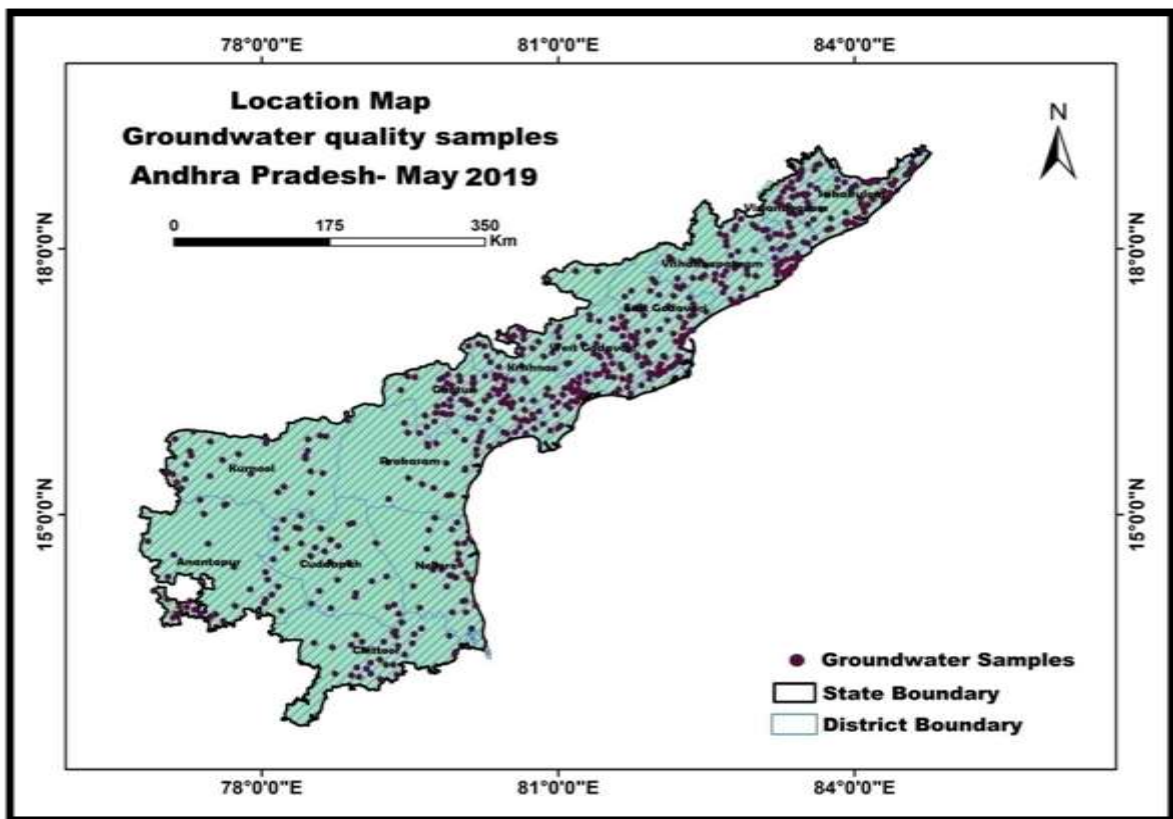 78°0'0"E 81°0'0"E 84°0'0"E
Location Map
Groundwater quality samples
Andhra Pradesh- May 2019
N
0 175 350
Km
18°0'0"N 18°0'0"N
Visakhapatnam
East Godavari
West Godavari
Krishna
Guntur
Kurnool
Prakasam
15°0'0"N 15°0'0"N
Anantapur
Cuddapah
Nellore
Chittoor
Groundwater Samples
State Boundary
District Boundary
78°0'0"E 81°0'0"E 84°0'0"E